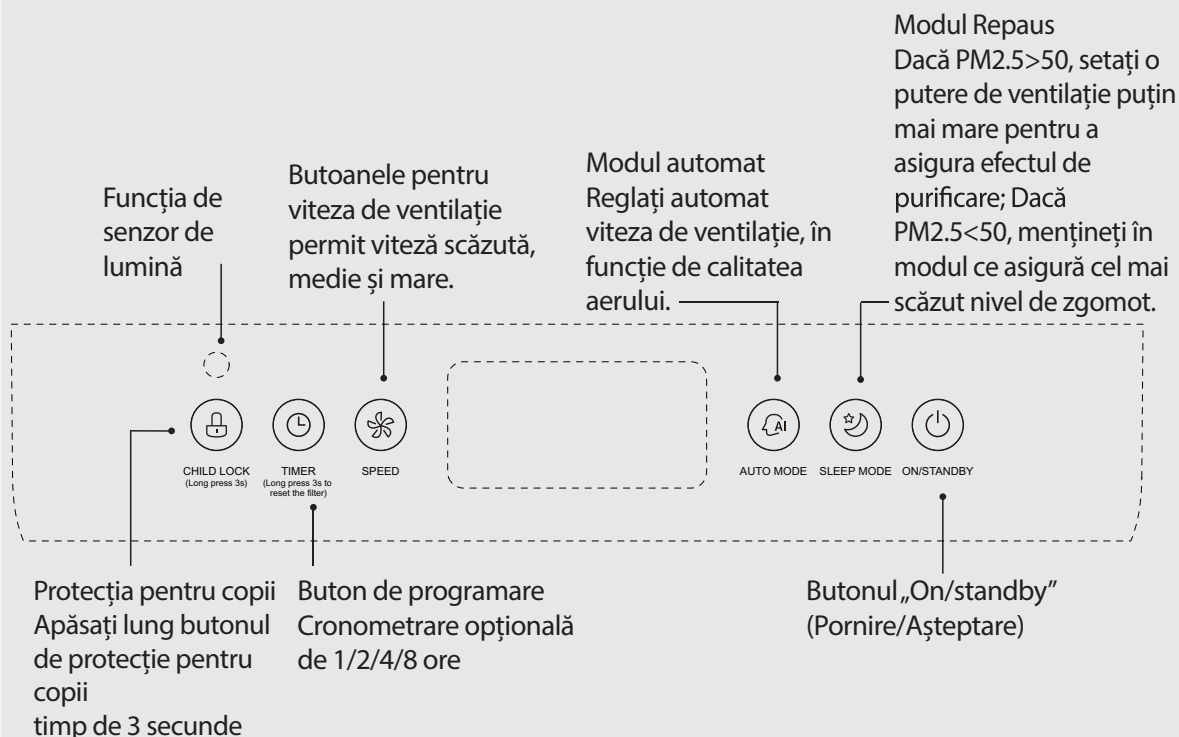 Modul Repaus
Dacă PM2.5>50, setați o
putere de ventilație puțin
mai mare pentru a
asigura efectul de
purificare; Dacă
PM2.5<50, mențineți în
modul ce asigură cel mai
scăzut nivel de zgomot.
Modul automat
Reglați automat
viteza de ventilație, în
funcție de calitatea
aerului.
Butoanele pentru
viteza de ventilație
permit viteză scăzută,
medie și mare.
Funcția de
senzor de
lumină
AI
CHILD LOCK
(Long press 3s)
TIMER
(Long press 3s to
reset the filter)
SPEED
AUTO MODE
SLEEP MODE
ON/STANDBY
Protecția pentru copii
Apăsați lung butonul
de protecție pentru
copii
timp de 3 secunde
Buton de programare
Cronometrare opțională
de 1/2/4/8 ore
Butonul „On/standby”
(Pornire/Așteptare)